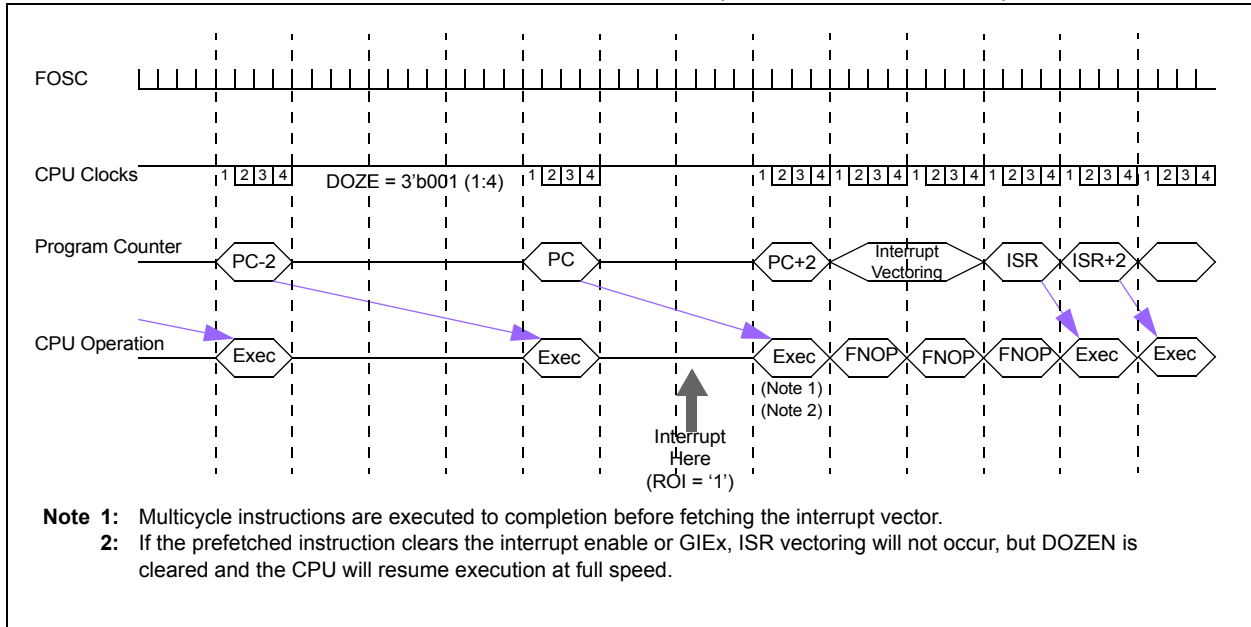 FOSC
CPU Clocks
1 2 3 4
DOZE = 3’b001 (1:4)
1 2 3 4
1 2 3 4 1 2 3 4 1 2 3 4 1 2 3 4 1 2 3 4 1 2 3 4
Program Counter
PC-2
PC
PC+2
Interrupt
Vectoring
ISR
ISR+2
CPU Operation
Exec
Exec
Exec
FNOP
FNOP
FNOP
Exec
Exec
(Note 1)
(Note 2)
Interrupt
Here
(ROI = ‘1’)
Note 1: Multicycle instructions are executed to completion before fetching the interrupt vector.
2: If the prefetched instruction clears the interrupt enable or GIEx, ISR vectoring will not occur, but DOZEN is
cleared and the CPU will resume execution at full speed.